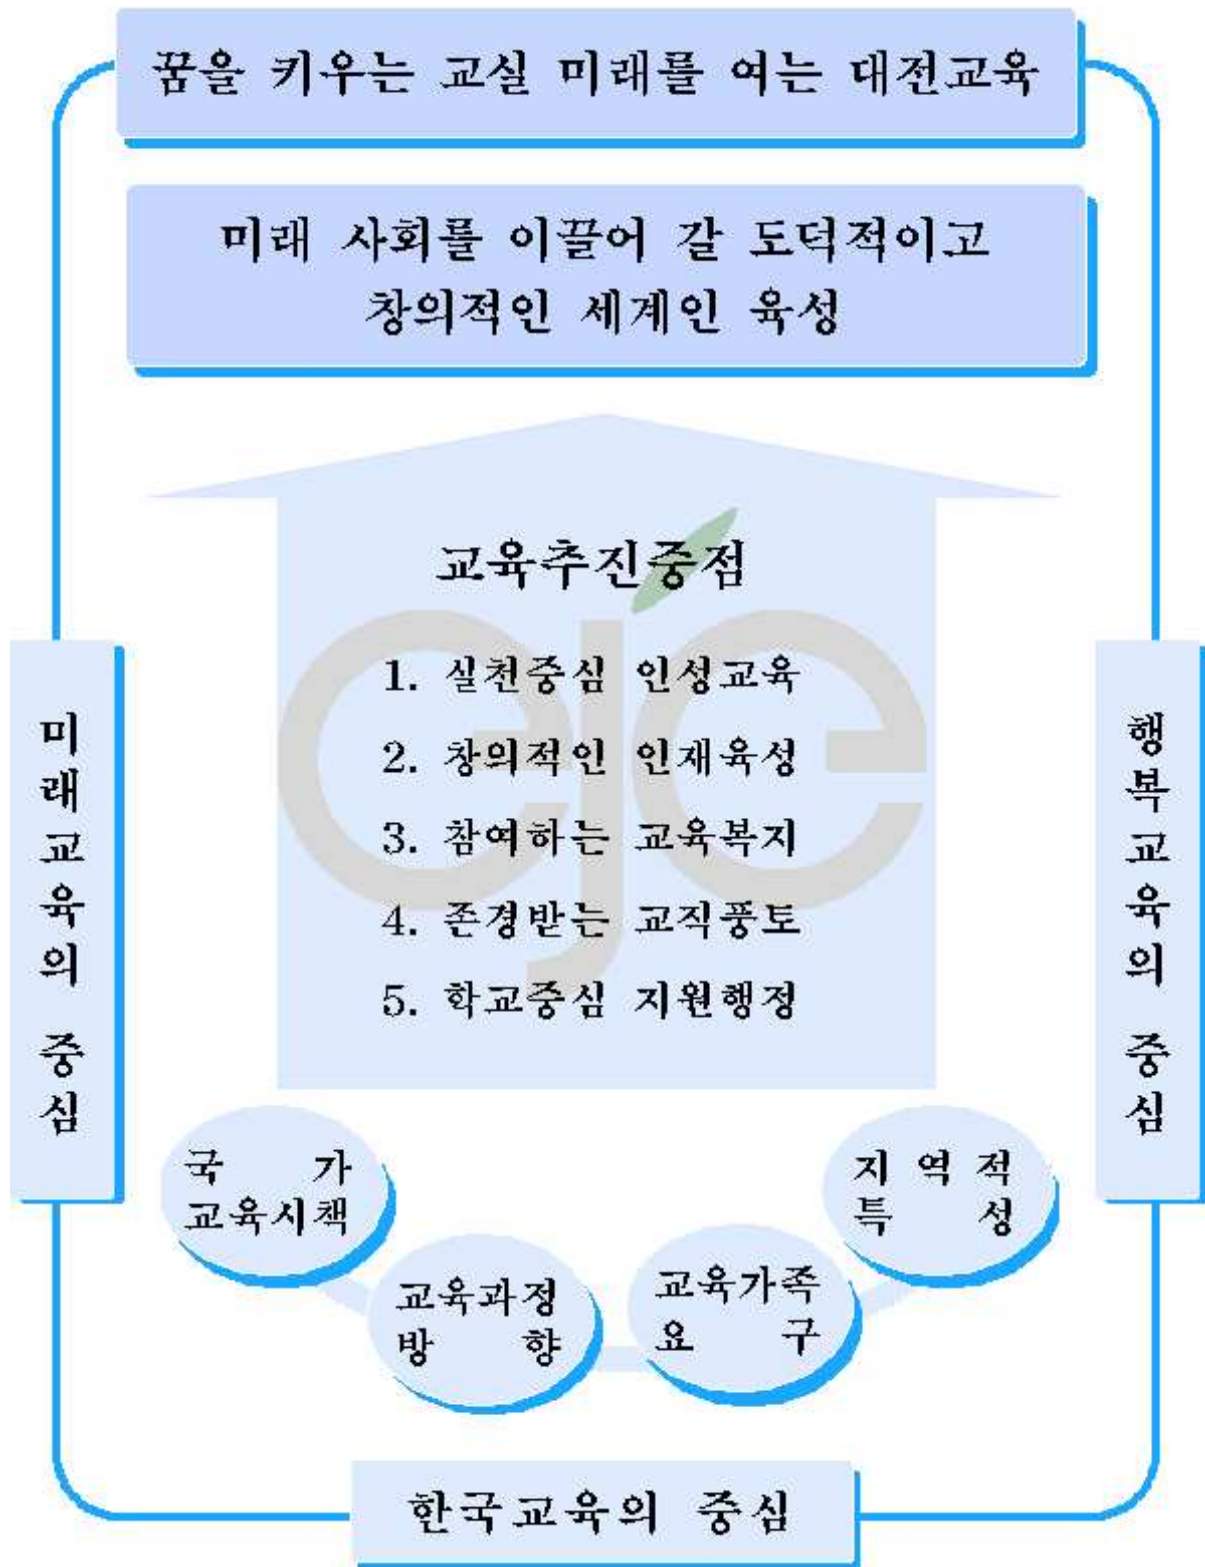 꿈을 키우는 교실 미래를 여는 대전교육
미래 사회를 이끌어 갈 도덕적이고
창의적인 세계인 육성
교육추진중점
1. 실천중심 인성교육
2. 창의적인 인재육성
3. 참여하는 교육복지
4. 존경받는 교직풍토
5. 학교중심 지원행정
미래교육의 중심
행복교육의 중심
국 가
교육시책
교육과정
방 향
교육가족
요 구
지 역 적
특 성
한국교육의 중심
eje